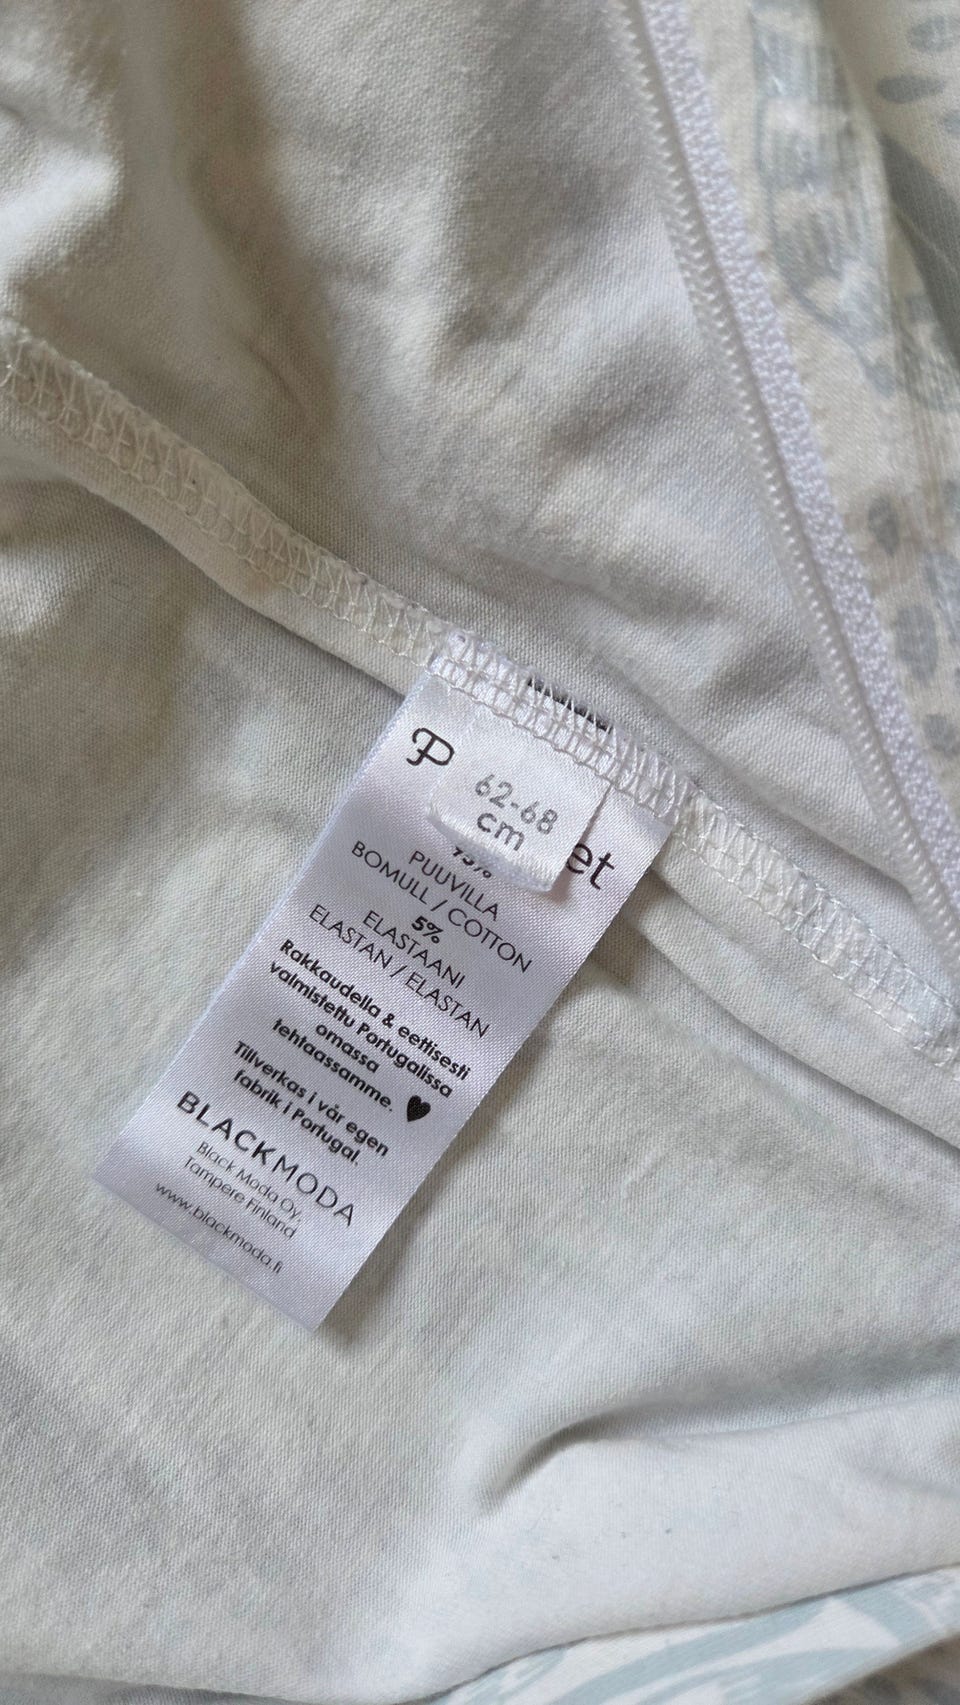 62-68
cm
et
PUUVILLA
BOMULL / COTTON
5%
ELASTAANI
ELASTAN / ELASTAN
Rakkaudella & eettisesti
valmistettu Portugalissa
omassa
tehtaassamme.
Tillverkas i vår egen
fabrik i Portugal.
BLACKMODA
Black Moda Oy,
Tampere Finland
www.blackmoda.fi